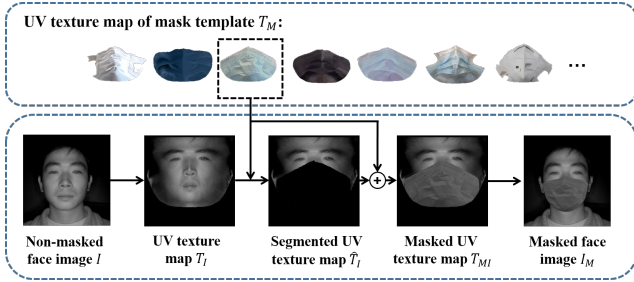 UV texture map of mask template T_M:
...
Non-masked face image I
UV texture map T_I
Segmented UV texture map T̂_I
+
Masked UV texture map T_MI
Masked face image I_M